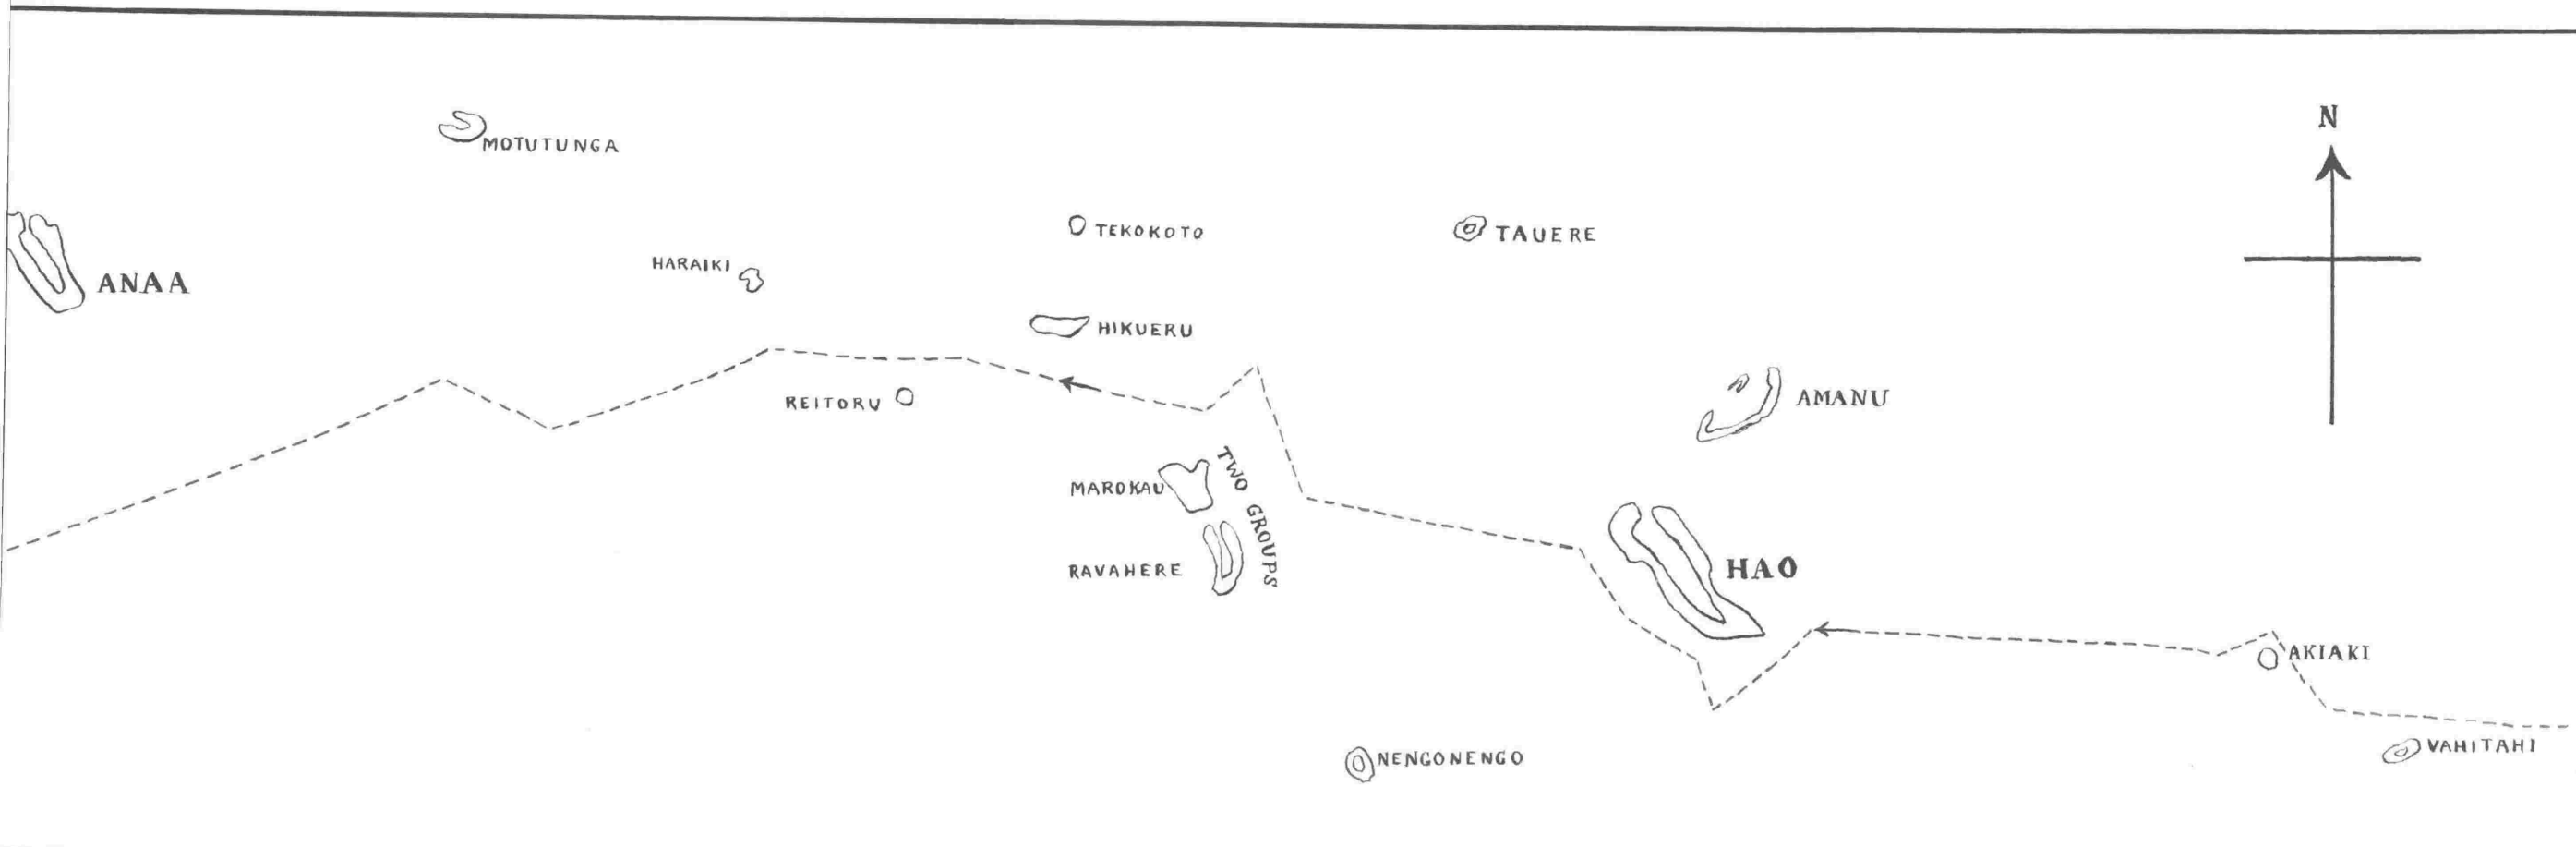 N
MOTUTUNGA
TEKOKOTO
TAUERE
HARAIKI
ANAA
HIKUERU
REITORU
AMANU
MAROKAU
TWO GROUPS
RAVAHERE
HAO
AKIAKI
VAHITAHI
NENGONENGO